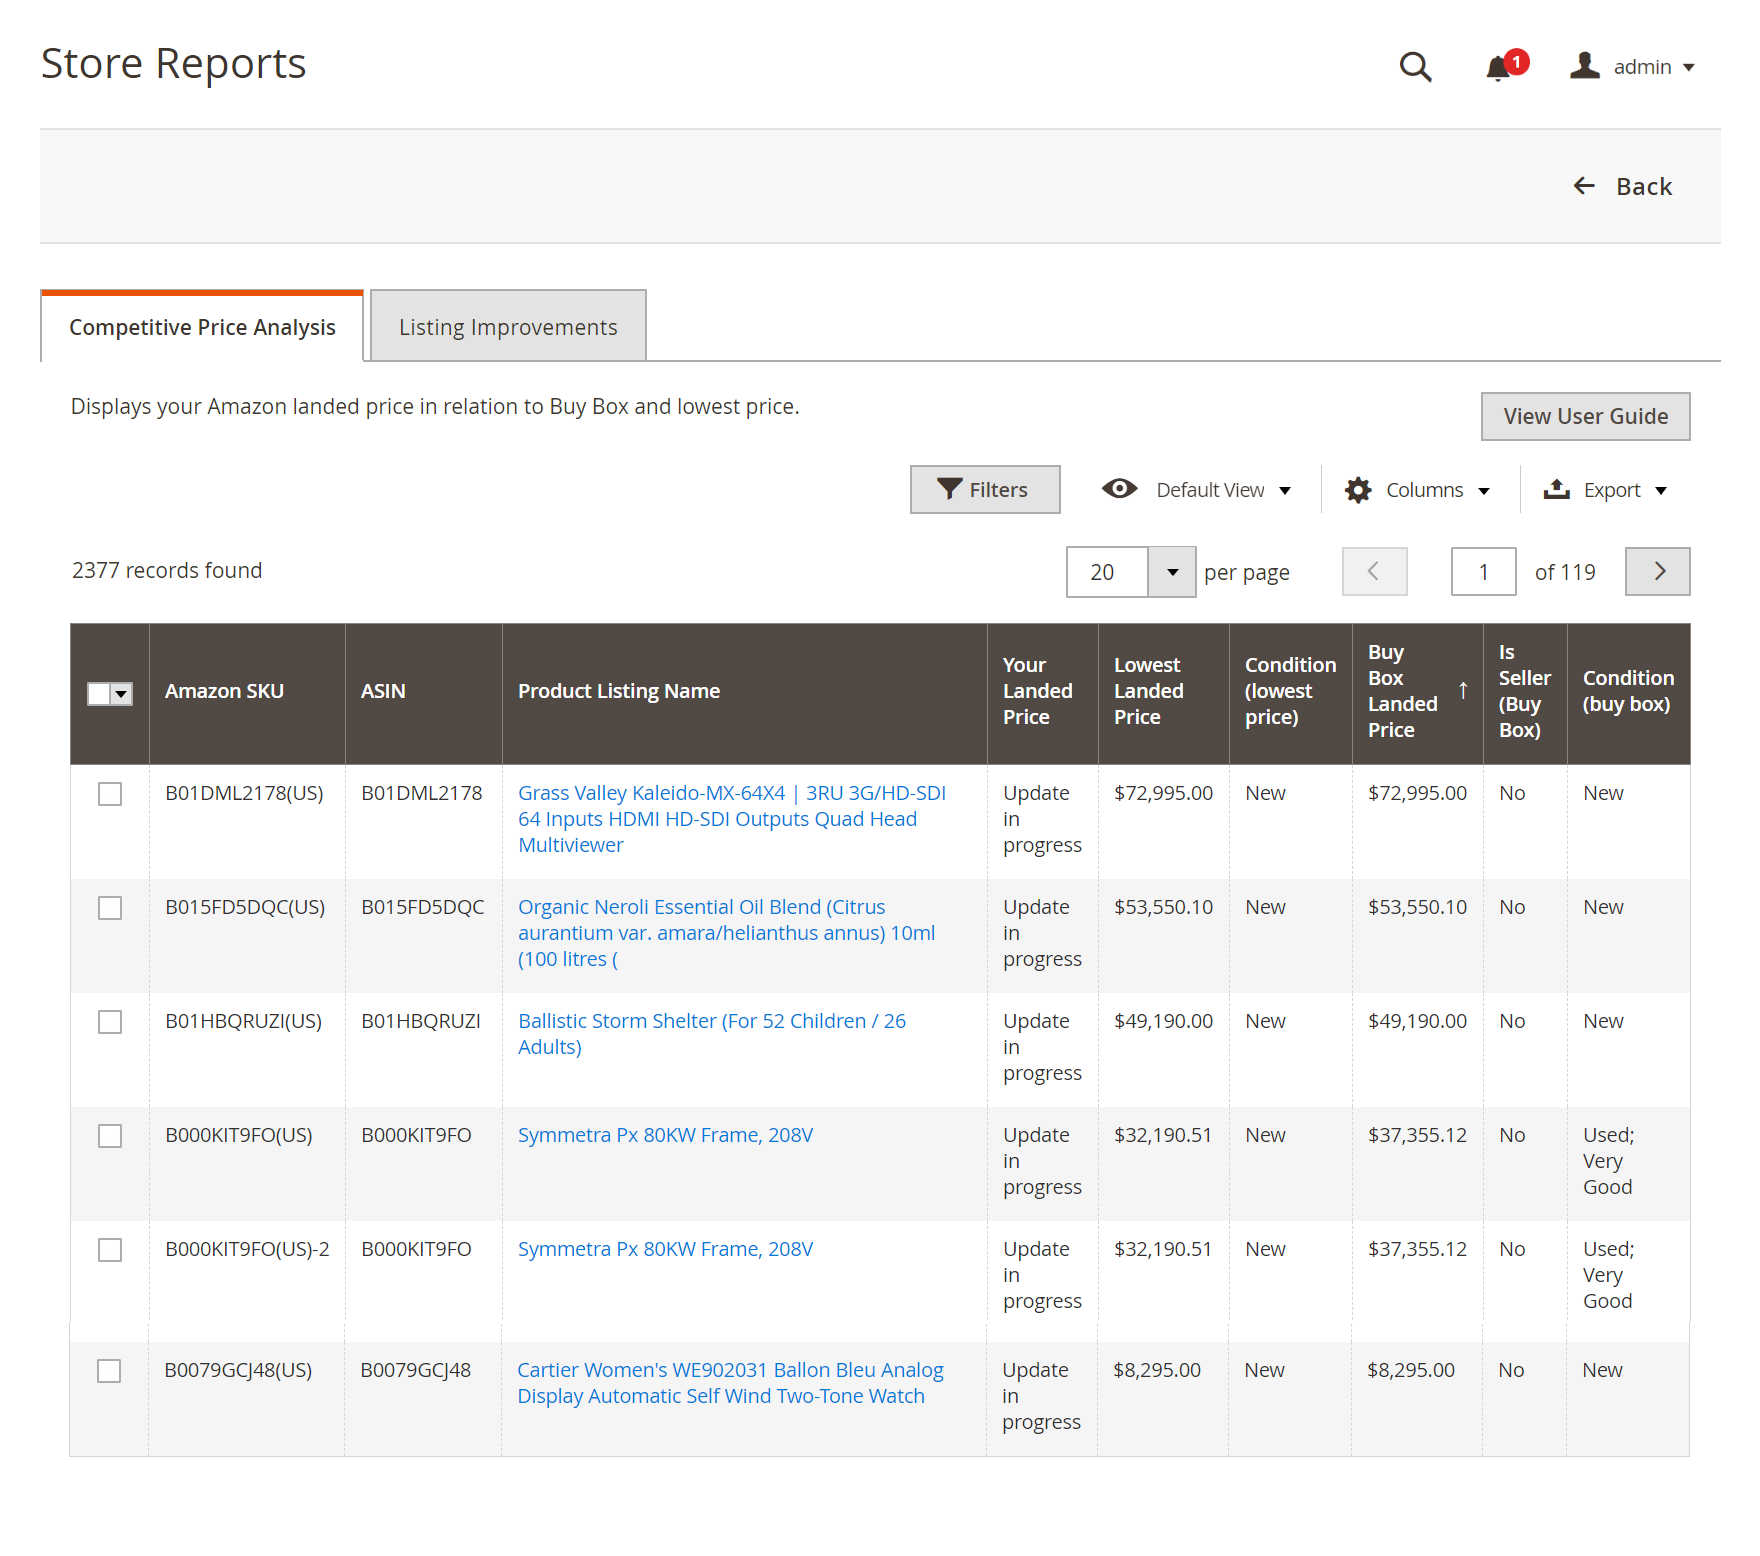 Store Reports
1
admin
Back
Competitive Price Analysis
Listing Improvements
Displays your Amazon landed price in relation to Buy Box and lowest price.
View User Guide
Filters
Default View
Columns
Export
2377 records found
20
per page
1
of 119
Amazon SKU
ASIN
Product Listing Name
Your
Landed
Price
Lowest
Landed
Price
Condition
(lowest
price)
Buy
Box
Landed
Price
↑
Is
Seller
(Buy
Box)
Condition
(buy box)
B01DML2178(US)
B01DML2178
Grass Valley Kaleido-MX-64X4 | 3RU 3G/HD-SDI
64 Inputs HDMI HD-SDI Outputs Quad Head
Multiviewer
Update
in
progress
$72,995.00
New
$72,995.00
No
New
B015FD5DQC(US)
B015FD5DQC
Organic Neroli Essential Oil Blend (Citrus
aurantium var. amara/helianthus annus) 10ml
(100 litres (
Update
in
progress
$53,550.10
New
$53,550.10
No
New
B01HBQRUZI(US)
B01HBQRUZI
Ballistic Storm Shelter (For 52 Children / 26
Adults)
Update
in
progress
$49,190.00
New
$49,190.00
No
New
B000KIT9FO(US)
B000KIT9FO
Symmetra Px 80KW Frame, 208V
Update
in
progress
$32,190.51
New
$37,355.12
No
Used;
Very
Good
B000KIT9FO(US)-2
B000KIT9FO
Symmetra Px 80KW Frame, 208V
Update
in
progress
$32,190.51
New
$37,355.12
No
Used;
Very
Good
B0079GCJ48(US)
B0079GCJ48
Cartier Women's WE902031 Ballon Bleu Analog
Display Automatic Self Wind Two-Tone Watch
Update
in
progress
$8,295.00
New
$8,295.00
No
New